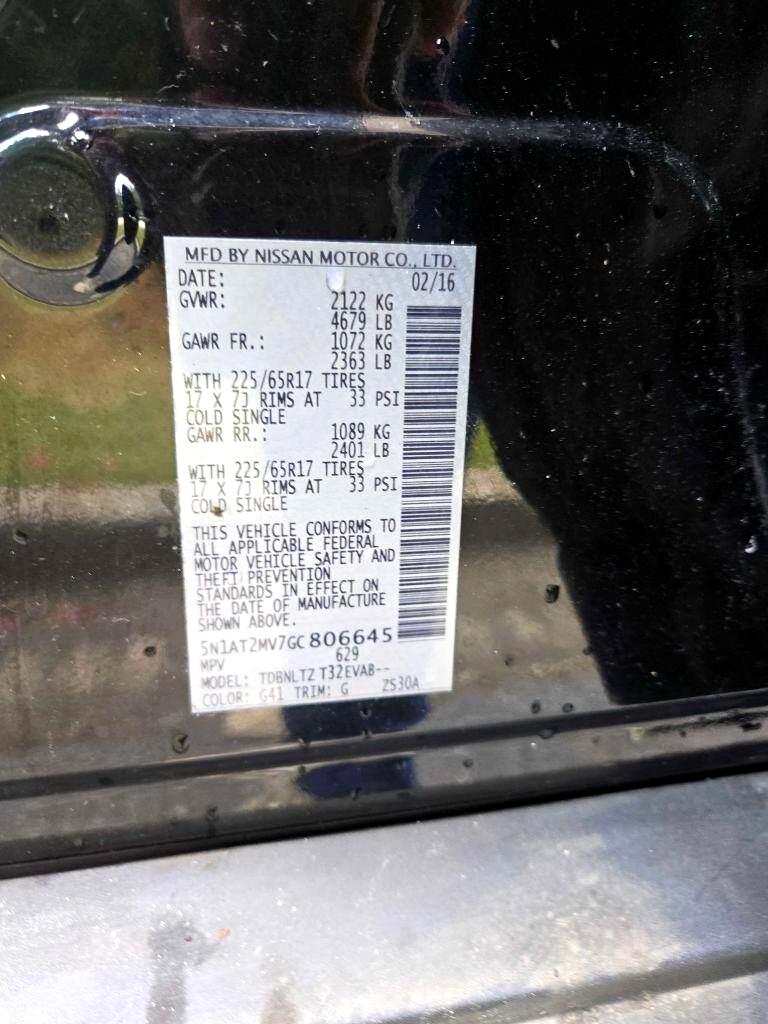 MFD BY NISSAN MOTOR CO., LTD.
DATE: 02/16
GVWR: 2122 KG
4679 LB
GAWR FR.: 1072 KG
2363 LB
WITH 225/65R17 TIRES
17 X 7J RIMS AT 33 PSI
COLD SINGLE
GAWR RR.: 1089 KG
2401 LB
WITH 225/65R17 TIRES
17 X 7J RIMS AT 33 PSI
COLD SINGLE
THIS VEHICLE CONFORMS TO
ALL APPLICABLE FEDERAL
MOTOR VEHICLE SAFETY AND
THEFT PREVENTION
STANDARDS IN EFFECT ON
THE DATE OF MANUFACTURE
SHOWN ABOVE.
5N1AT2MV7GC806645
MPV 629
MODEL: TDBNLTZ T32EVAB--
COLOR: G41 TRIM: G ZS30A